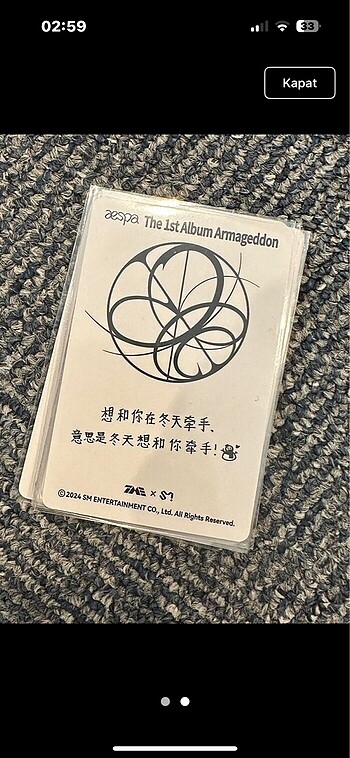 02:59
33
Kapat
aespa The 1st Album Armageddon
想和你在冬天牵手、
意思是冬天想和你牵手!
×
©2024 SM ENTERTAINMENT CO., Ltd. All Rights Reserved.